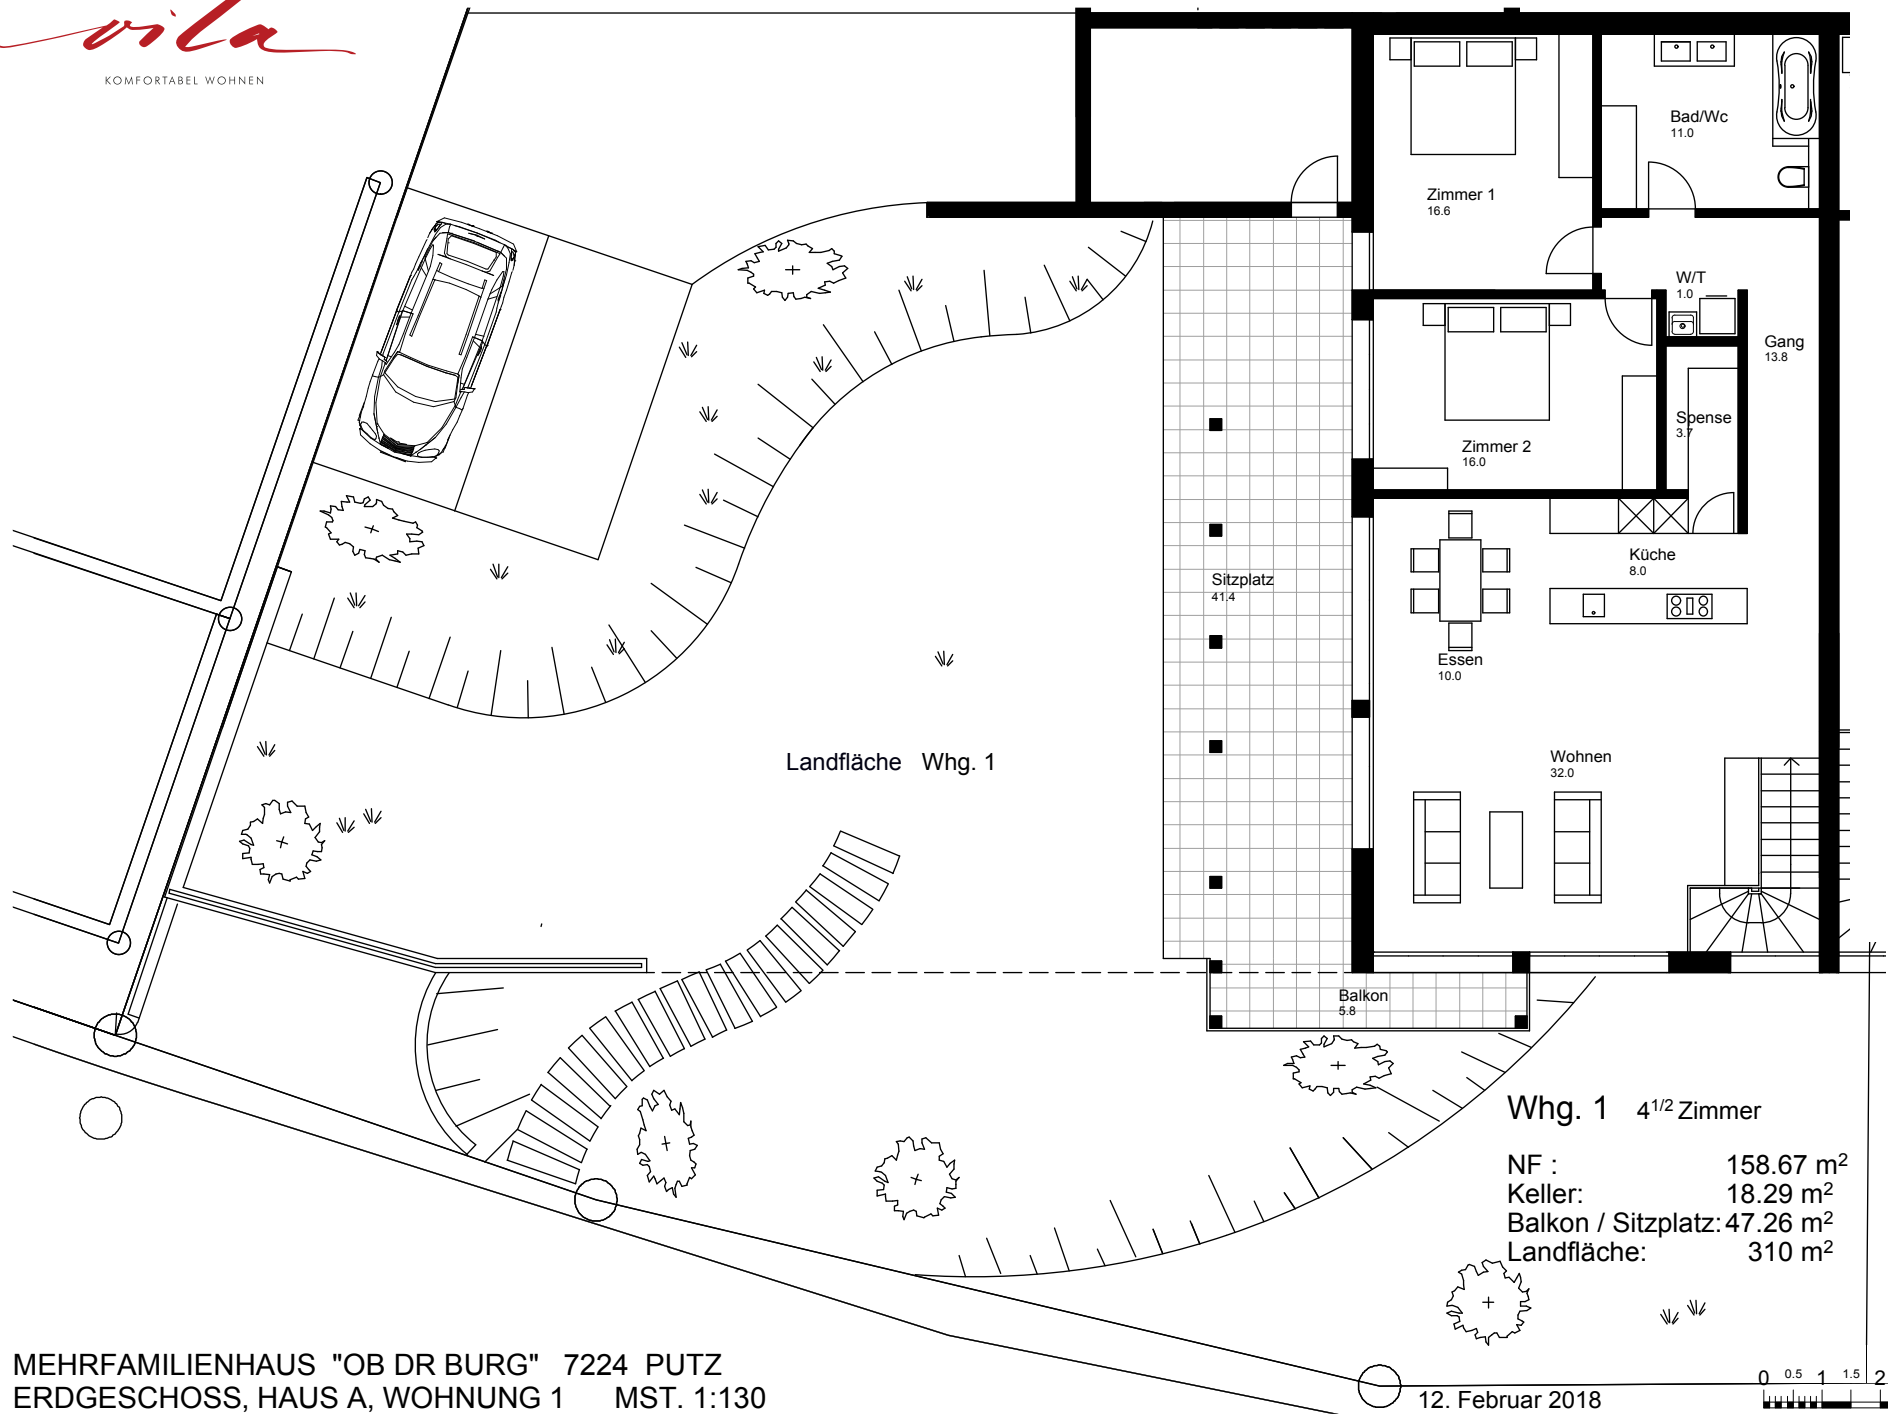 vila
KOMFORTABEL WOHNEN
Bad/Wc
11.0
Zimmer 1
16.6
W/T
1.0
Gang
13.8
Spense
3.7
Zimmer 2
16.0
Küche
8.0
Sitzplatz
41.4
Essen
10.0
Landfläche Whg. 1
Wohnen
32.0
Balkon
5.8
Whg. 1 4 1/2 Zimmer
NF : 158.67 m²
Keller: 18.29 m²
Balkon / Sitzplatz: 47.26 m²
Landfläche: 310 m²
MEHRFAMILIENHAUS "OB DR BURG" 7224 PUTZ
ERDGESCHOSS, HAUS A, WOHNUNG 1 MST. 1:130
12. Februar 2018
0 0.5 1 1.5 2